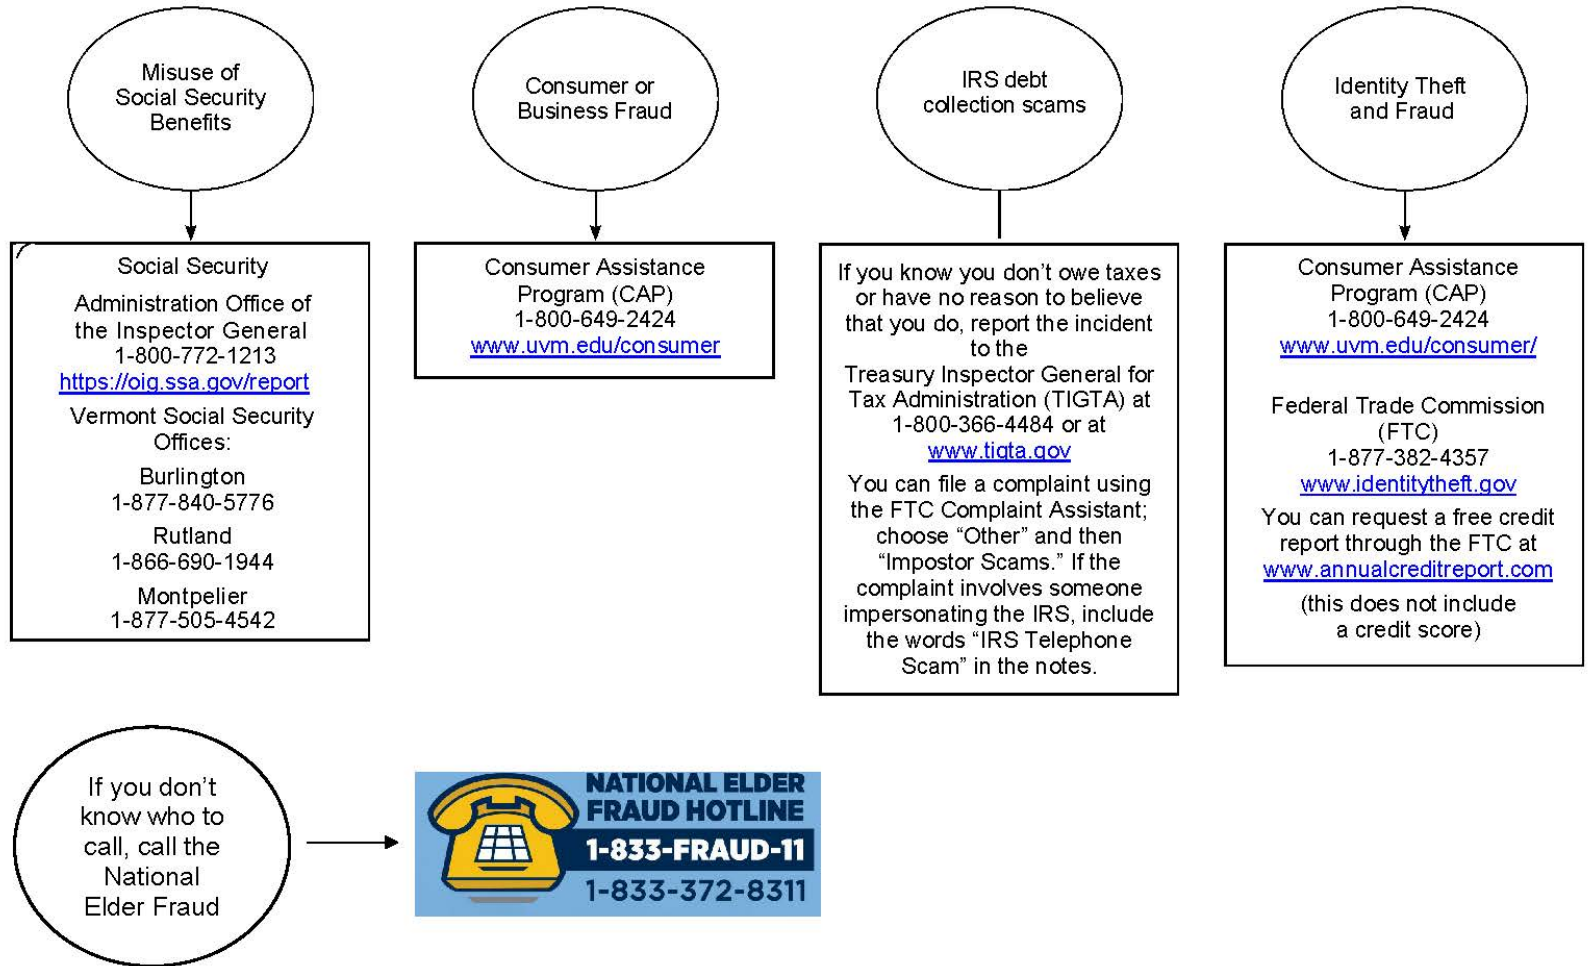 Misuse of
Social Security
Benefits
Consumer or
Business Fraud
IRS debt
collection scams
Identity Theft
and Fraud
Social Security
Administration Office of
the Inspector General
1-800-772-1213
https://oig.ssa.gov/report
Vermont Social Security
Offices:
Burlington
1-877-840-5776
Rutland
1-866-690-1944
Montpelier
1-877-505-4542
Consumer Assistance
Program (CAP)
1-800-649-2424
www.uvm.edu/consumer
If you know you don’t owe taxes
or have no reason to believe
that you do, report the incident
to the
Treasury Inspector General for
Tax Administration (TIGTA) at
1-800-366-4484 or at
www.tigta.gov
You can file a complaint using
the FTC Complaint Assistant;
choose “Other” and then
“Impostor Scams.” If the
complaint involves someone
impersonating the IRS, include
the words “IRS Telephone
Scam” in the notes.
Consumer Assistance
Program (CAP)
1-800-649-2424
www.uvm.edu/consumer/
Federal Trade Commission
(FTC)
1-877-382-4357
www.identitytheft.gov
You can request a free credit
report through the FTC at
www.annualcreditreport.com
(this does not include
a credit score)
If you don’t
know who to
call, call the
National
Elder Fraud
NATIONAL ELDER
FRAUD HOTLINE
1-833-FRAUD-11
1-833-372-8311